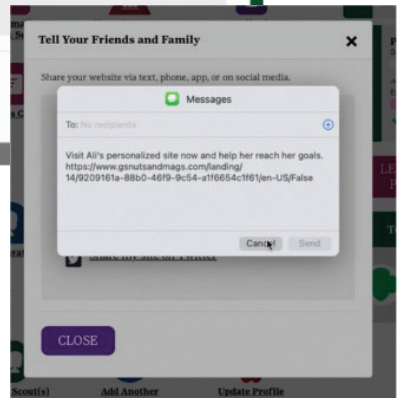 Tell Your Friends and Family
Share your website via text, phone, app, or on social media.
Messages
To: No recipients
Visit Ali's personalized site now and help her reach her goals.
https://www.gsnutsandmags.com/landing/
14/9209161a-88b0-46f9-9c54-a1f6654c1f61/en-US/False
Cancel
Send
Share my site on Twitter
CLOSE
Scout(s)
Add Another
Update Profile